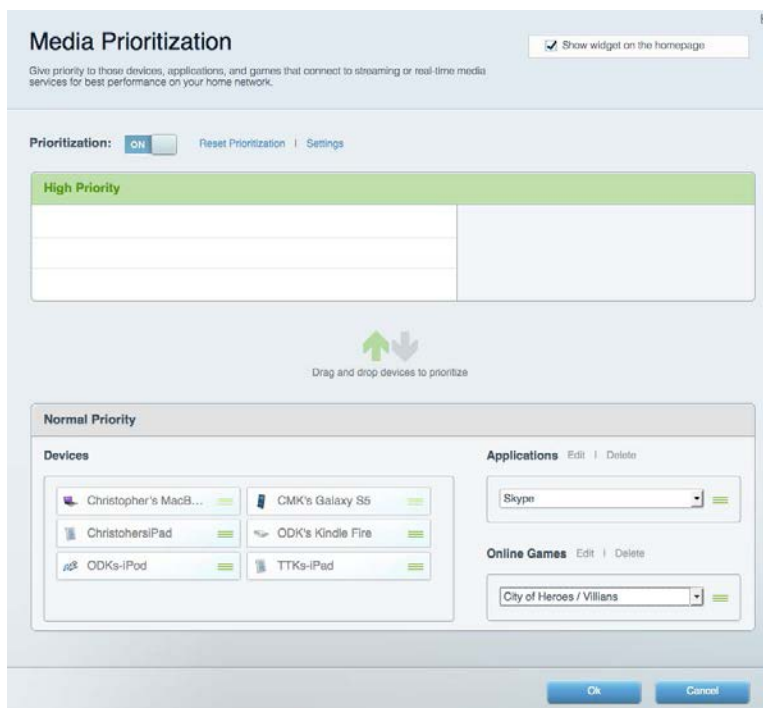 Media Prioritization
Show widget on the homepage
Give priority to those devices, applications, and games that connect to streaming or real-time media
services for best performance on your home network.
Prioritization: ON Reset Prioritization | Settings
High Priority
Drag and drop devices to prioritize
Normal Priority
Devices
Applications Edit | Delete
Christopher's MacB... CMK's Galaxy S5
Skype
ChristohersiPad ODK's Kindle Fire
ODKs-iPod TTKs-iPad
Online Games Edit | Delete
City of Heroes / Villians
Ok Cancel